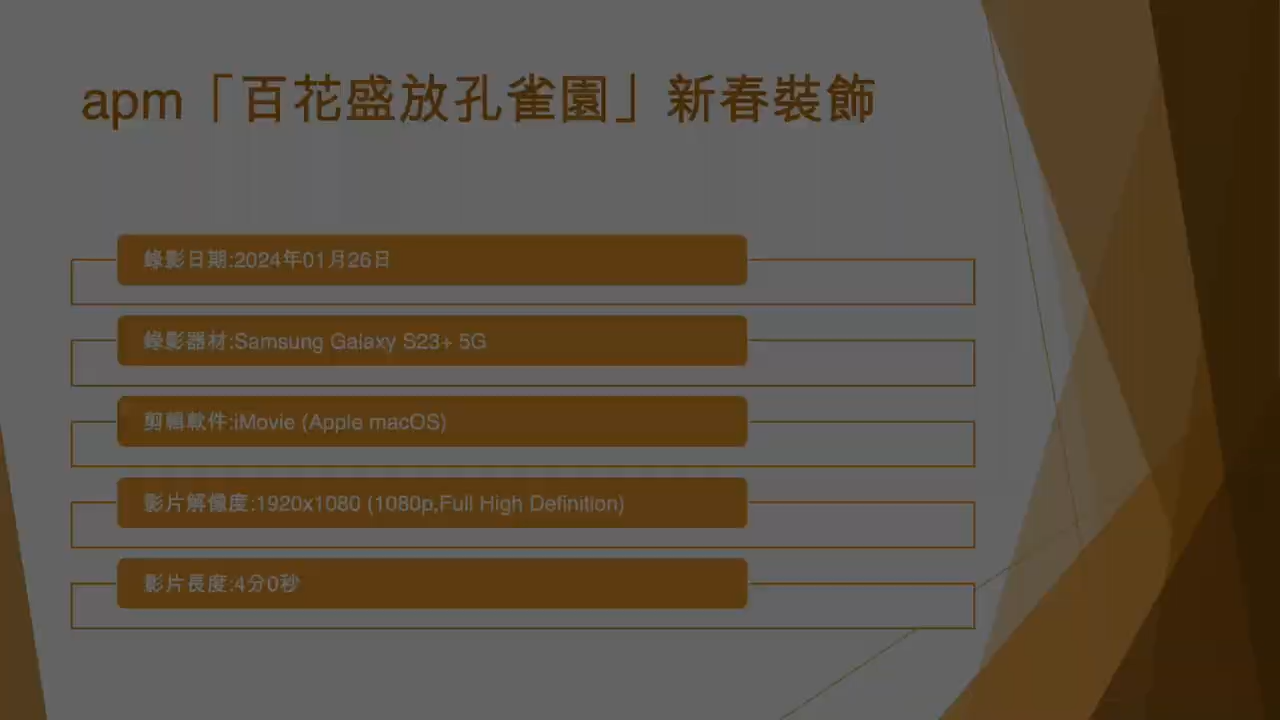 apm「百花盛放孔雀園」新春裝飾
錄影日期:2024年01月26日
錄影器材:Samsung Galaxy S23+ 5G
剪輯軟件:iMovie (Apple macOS)
影片解像度:1920x1080 (1080p,Full High Definition)
影片長度:4分0秒